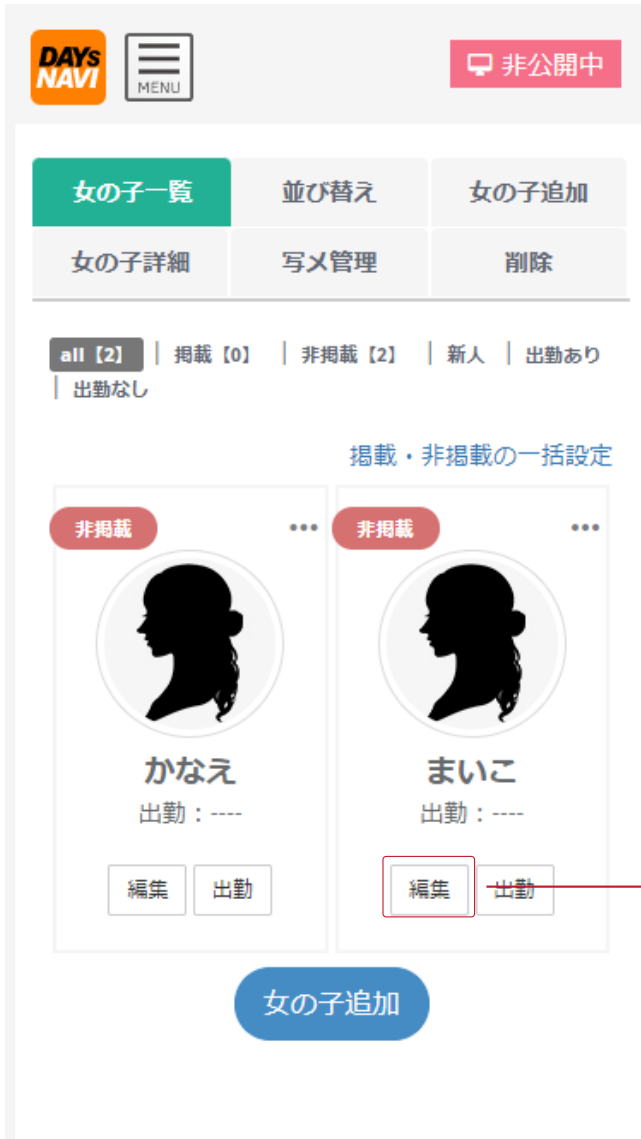 DAYs
NAVI
MENU
非公開中
女の子一覧 並び替え 女の子追加
女の子詳細 写メ管理 削除
all【2】 | 掲載【0】 | 非掲載【2】 | 新人 | 出勤あり
| 出勤なし
掲載・非掲載の一括設定
非掲載 ••• 非掲載 •••
かなえ まいこ
出勤：---- 出勤：----
編集 出勤 編集 出勤
女の子追加